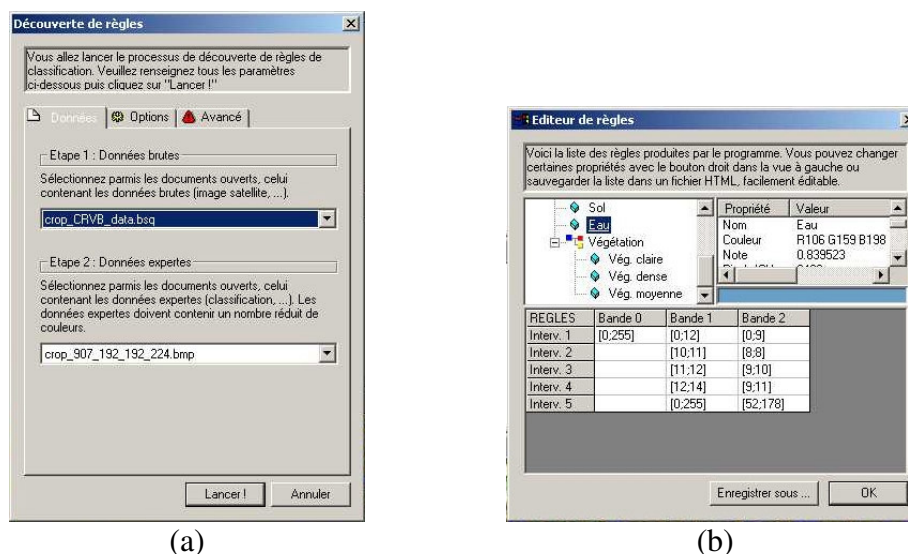 Découverte de règles
Vous allez lancer le processus de découverte de règles de
classification. Veuillez renseignez tous les paramètres
ci-dessous puis cliquez sur "Lancer !"
Données Options Avancé
Etape 1 : Données brutes
Sélectionnez parmis les documents ouverts, celui
contenant les données brutes (image satellite, ...).
crop_CRVB_data.bsq
Etape 2 : Données expertes
Sélectionnez parmis les documents ouverts, celui
contenant les données expertes (classification, ...). Les
données expertes doivent contenir un nombre réduit de
couleurs.
crop_907_192_192_224.bmp
Lancer ! Annuler
(a)
Editeur de règles
Voici la liste des règles produites par le programme. Vous pouvez changer
certaines propriétés avec le bouton droit dans la vue à gauche ou
sauvegarder la liste dans un fichier HTML, facilement éditable.
Sol
Eau
Végétation
Vég. claire
Vég. dense
Vég. moyenne
Propriété Valeur
Nom Eau
Couleur R106 G159 B198
Note 0.839523
REGLES Bande 0 Bande 1 Bande 2
Interv. 1 [0;255] [0;12] [0;9]
Interv. 2 [10;11] [8;8]
Interv. 3 [11;12] [9;10]
Interv. 4 [12;14] [9;11]
Interv. 5 [0;255] [52;178]
Enregistrer sous ... OK
(b)